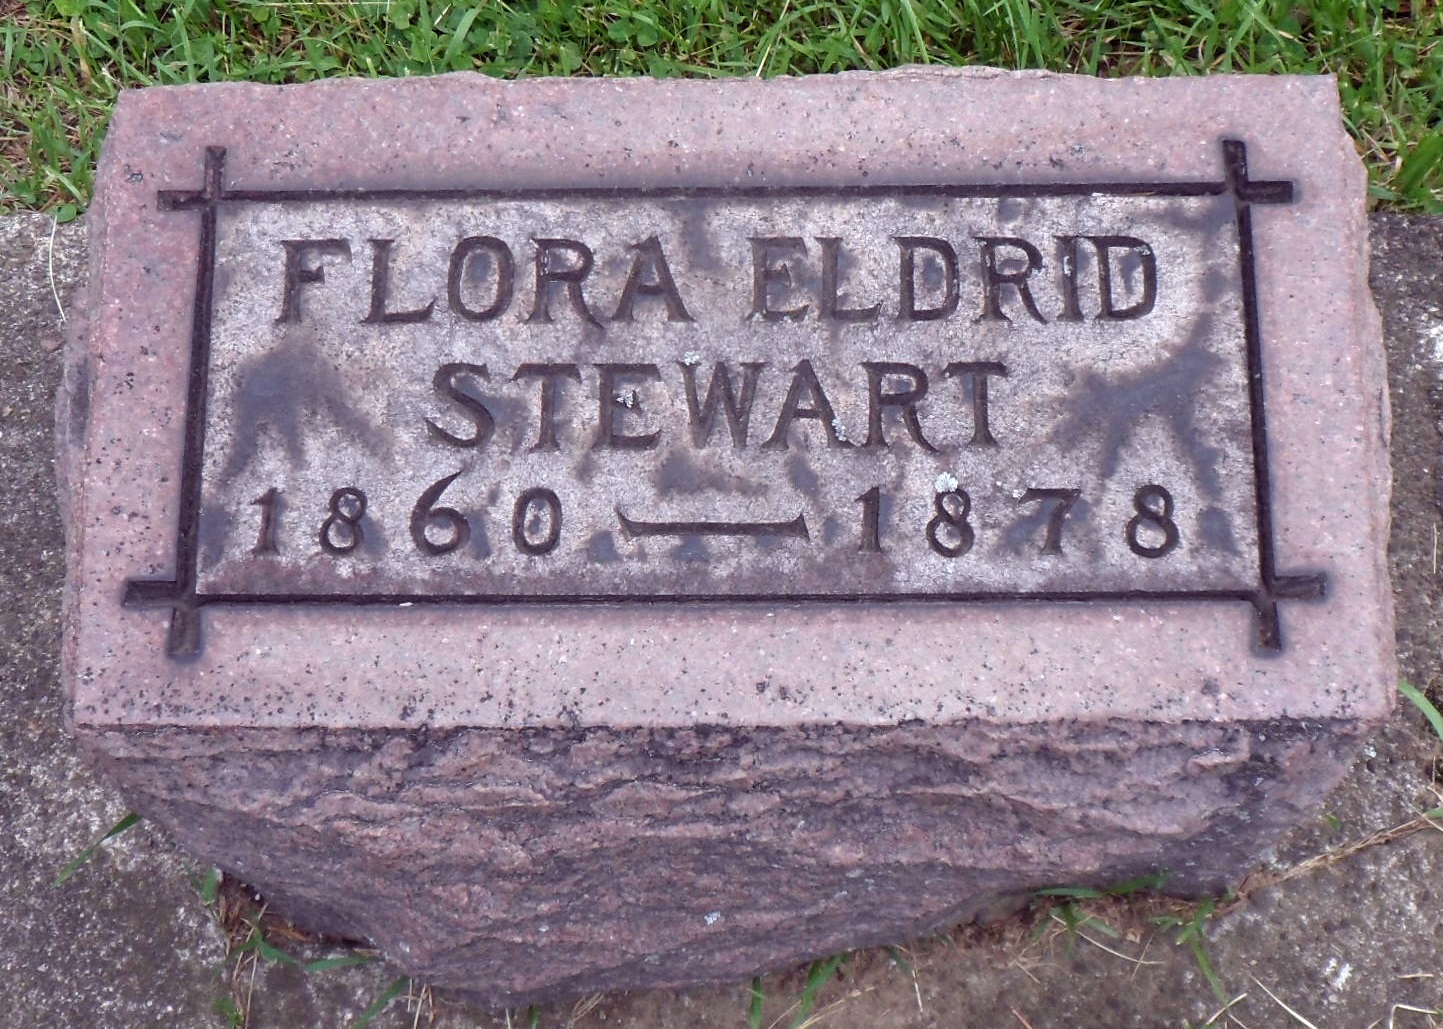 FLORA ELDRID
STEWART
1860 — 1878